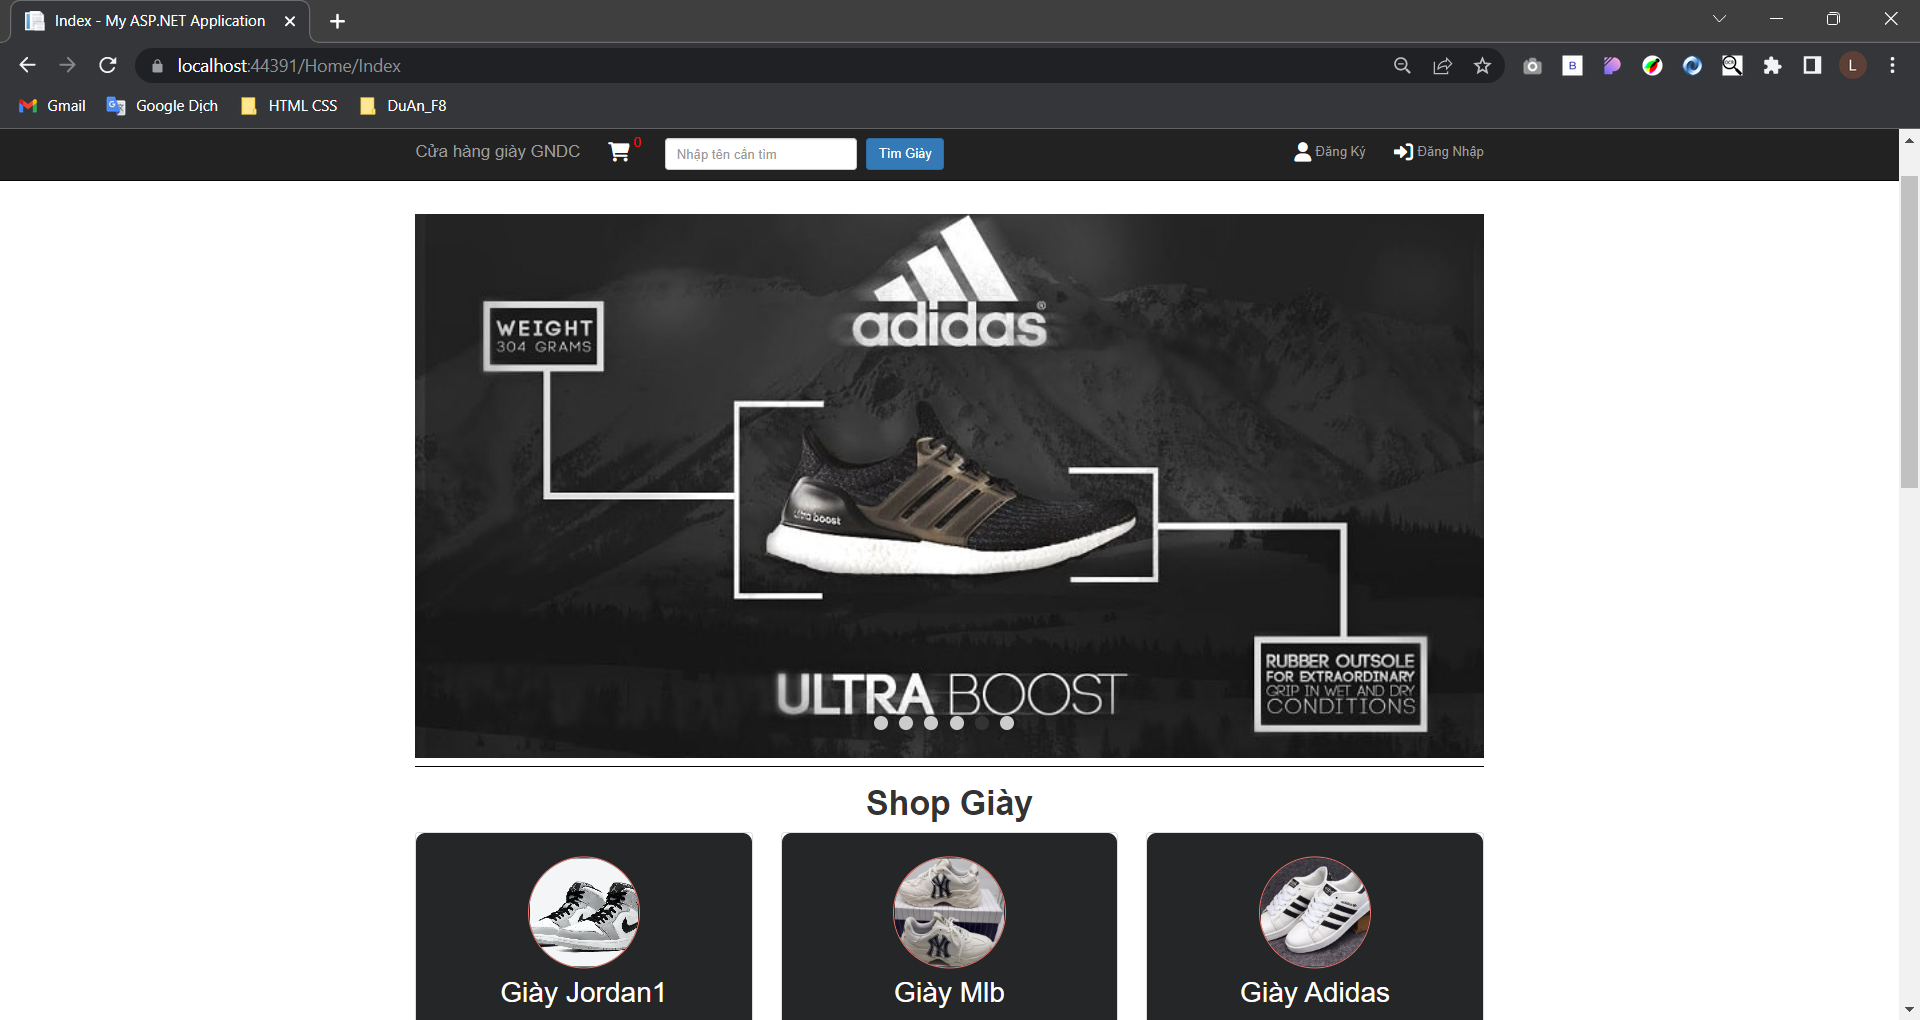 Index - My ASP.NET Application
localhost:44391/Home/Index
B
L
Gmail
Google Dịch
HTML CSS
DuAn_F8
Cửa hàng giày GNDC
0
Nhập tên cần tìm
Tìm Giày
Đăng Ký
Đăng Nhập
adidas®
WEIGHT
304 GRAMS
ultra boost
ULTRA BOOST
RUBBER OUTSOLE
FOR EXTRAORDINARY
GRIP IN WET AND DRY
CONDITIONS
Shop Giày
NY
NY
Giày Jordan1
Giày Mlb
Giày Adidas